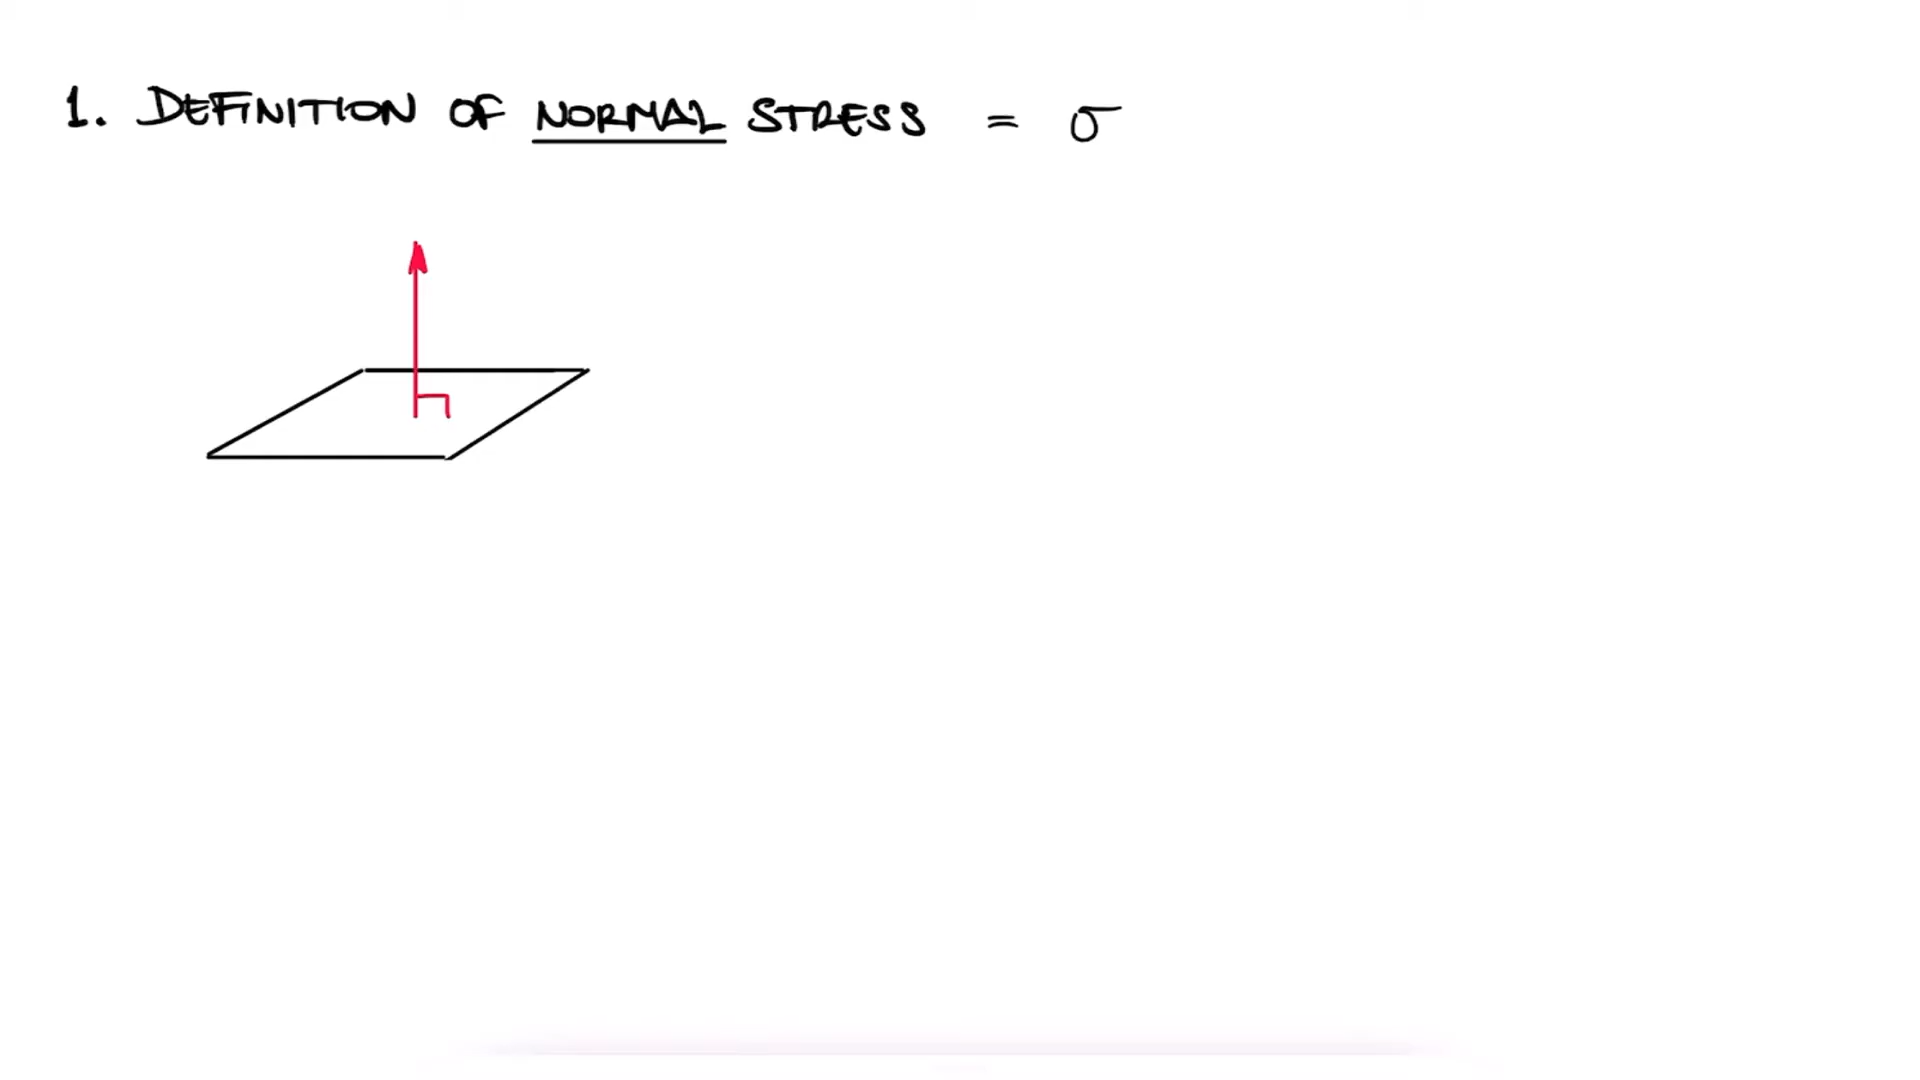 1. DEFINITION OF NORMAL STRESS = σ